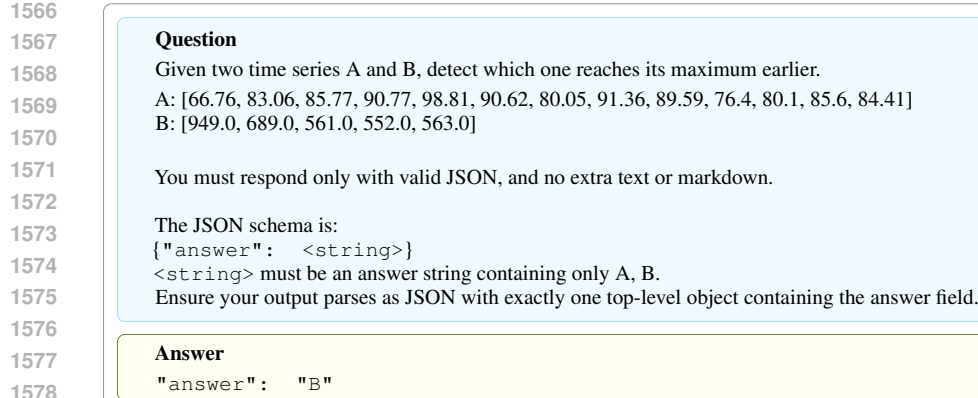 1566
1567
1568
1569
1570
1571
1572
1573
1574
1575
1576
1577
1578
Question
Given two time series A and B, detect which one reaches its maximum earlier.
A: [66.76, 83.06, 85.77, 90.77, 98.81, 90.62, 80.05, 91.36, 89.59, 76.4, 80.1, 85.6, 84.41]
B: [949.0, 689.0, 561.0, 552.0, 563.0]
You must respond only with valid JSON, and no extra text or markdown.
The JSON schema is:
{"answer": <string>}
<string> must be an answer string containing only A, B.
Ensure your output parses as JSON with exactly one top-level object containing the answer field.
Answer
"answer": "B"